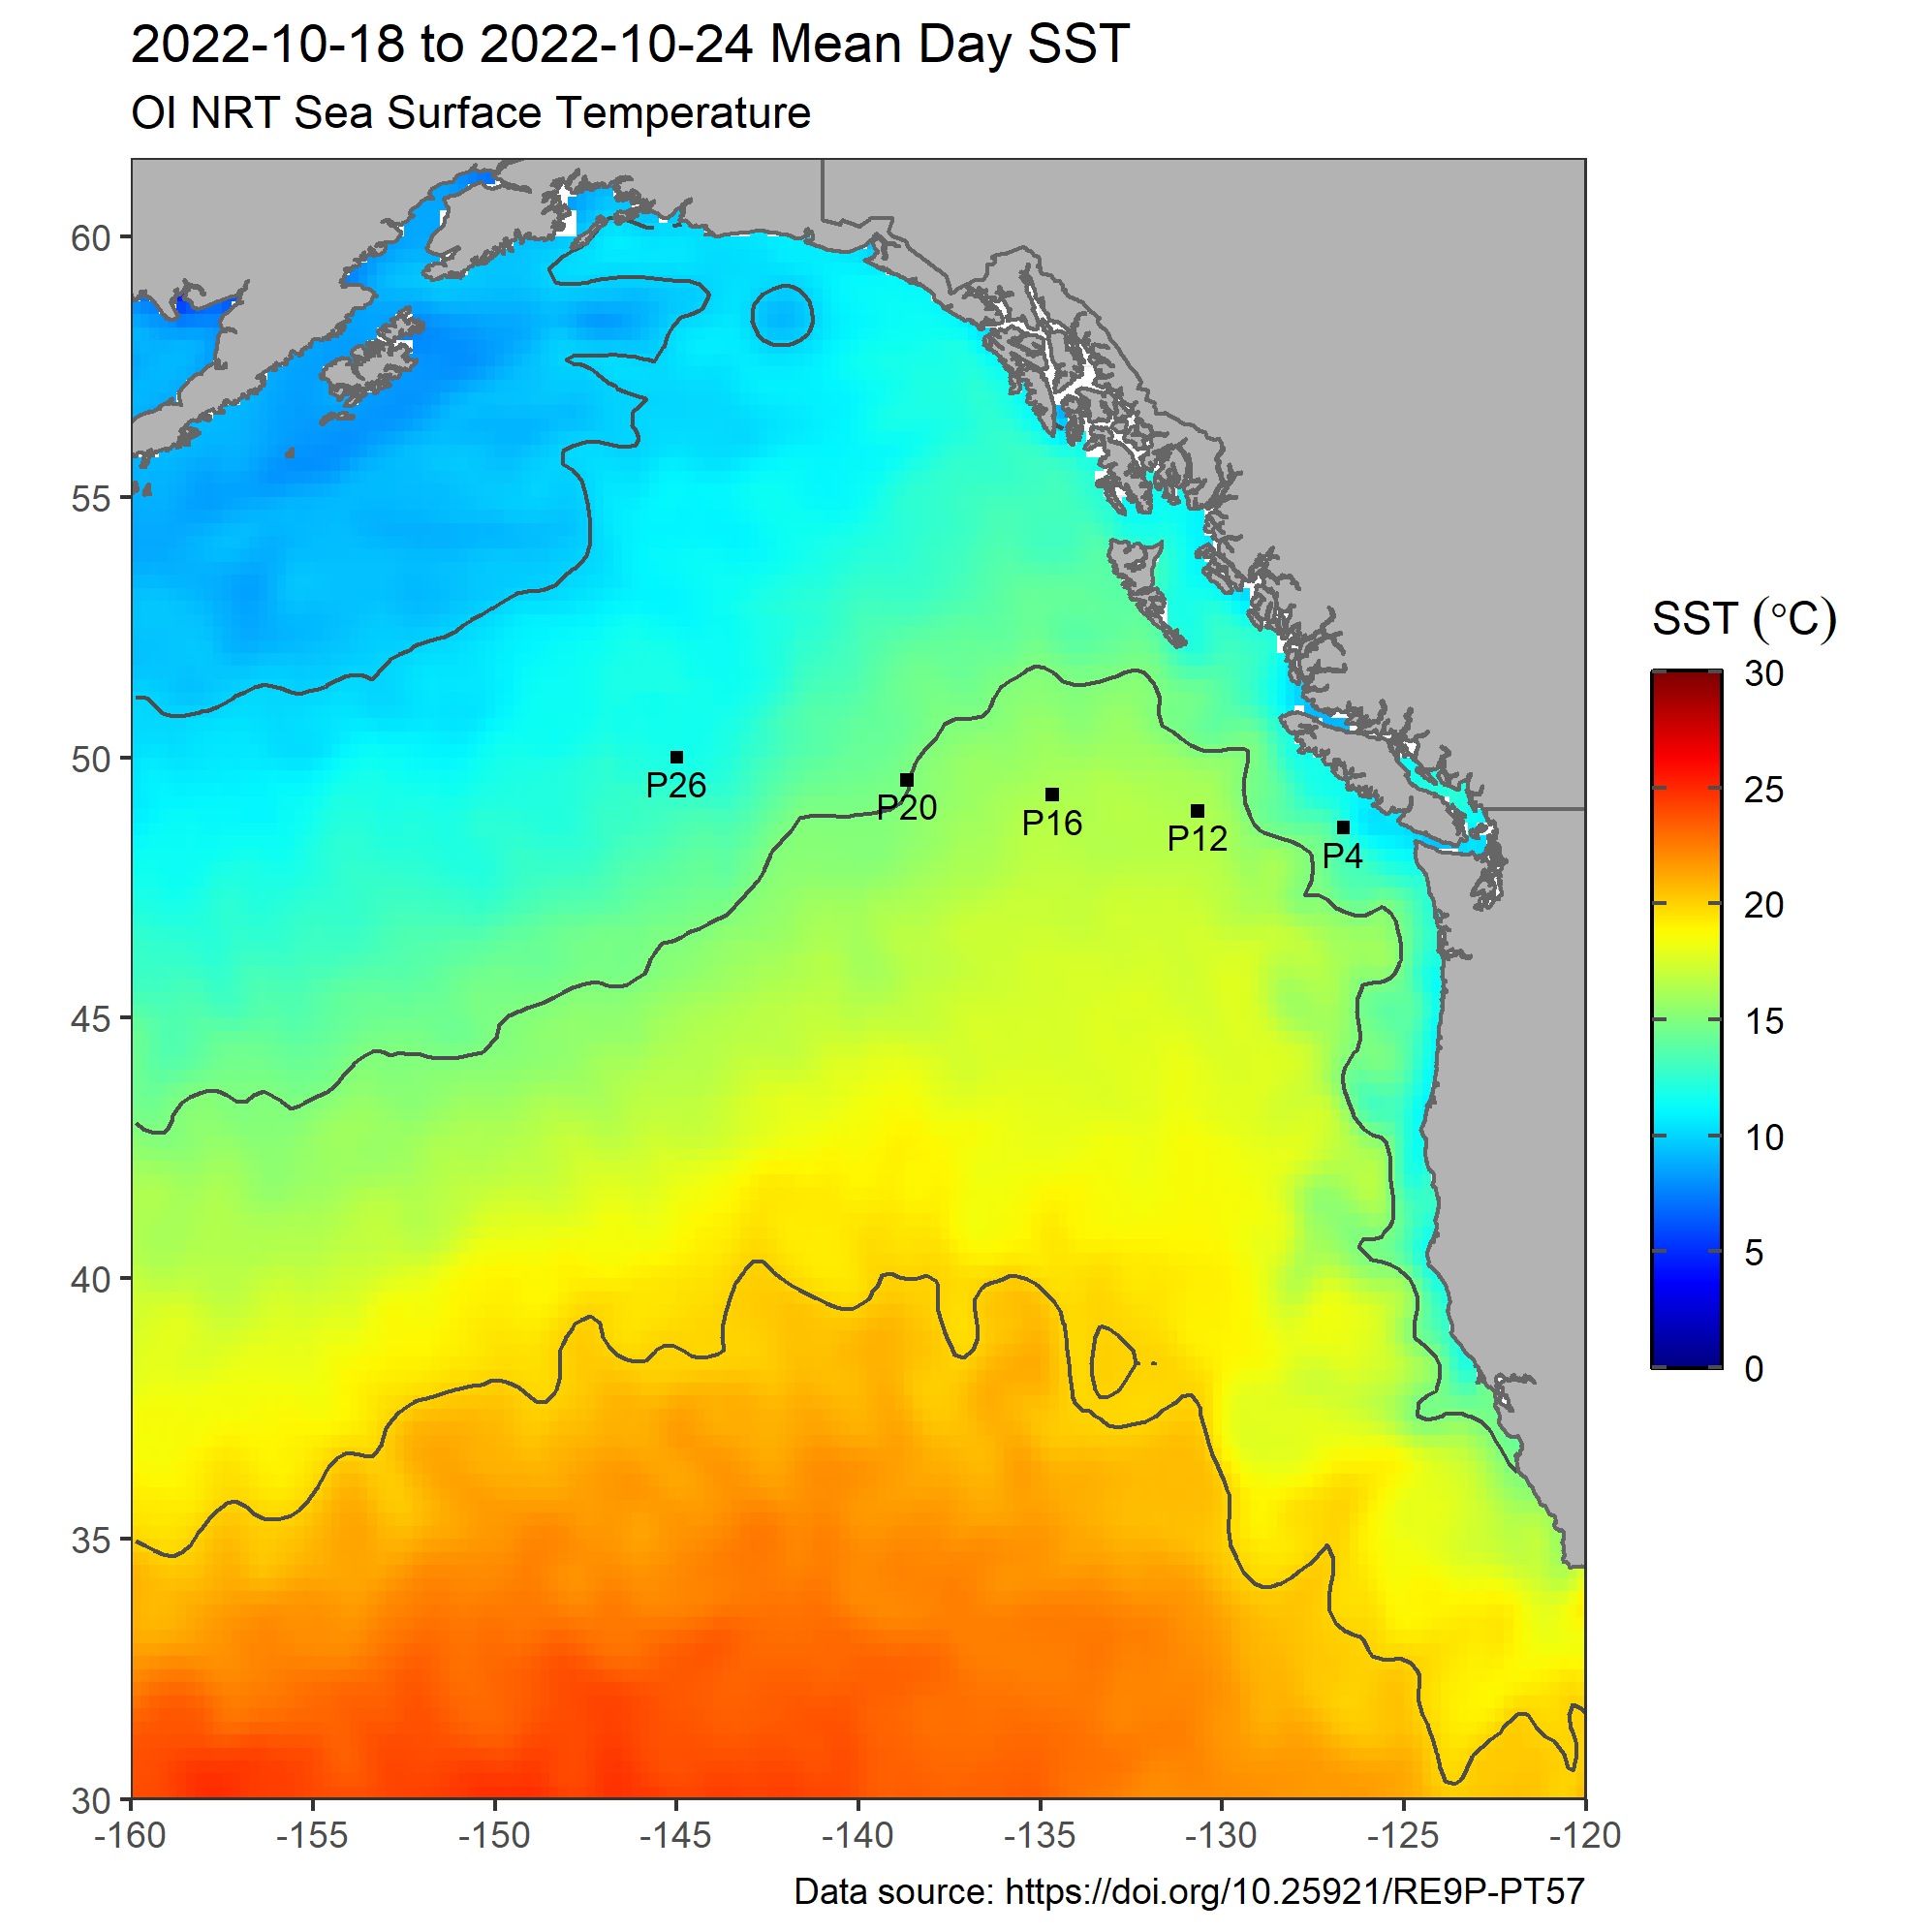 2022-10-18 to 2022-10-24 Mean Day SST
OI NRT Sea Surface Temperature
60
55
50
45
40
35
30
-160
-155
-150
-145
-140
-135
-130
-125
-120
P26
P20
P16
P12
P4
SST (°C)
30
25
20
15
10
5
0
Data source: https://doi.org/10.25921/RE9P-PT57